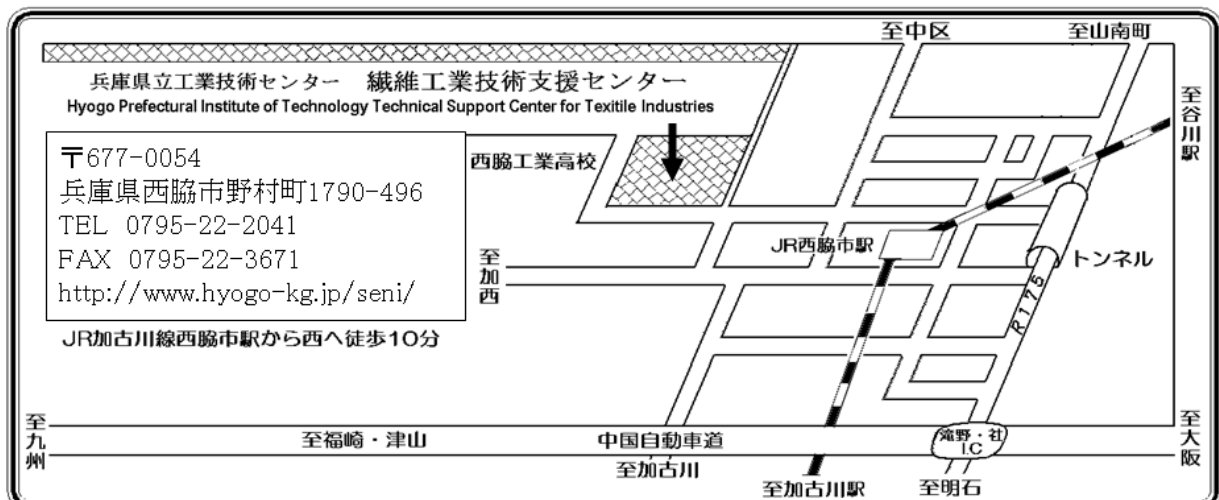 至中区
至山南町
兵庫県立工業技術センター 繊維工業技術支援センター
Hyogo Prefectural Institute of Technology Technical Support Center for Texitile Industries
至谷川駅
〒677-0054
兵庫県西脇市野村町1790-496
TEL 0795-22-2041
FAX 0795-22-3671
http://www.hyogo-kg.jp/seni/
西脇工業高校
JR西脇市駅
至加西
トンネル
R175
JR加古川線西脇市駅から西へ徒歩10分
至九州
至福崎・津山
中国自動車道
滝野・社
I.C
至大阪
至加古川
至加古川駅
至明石